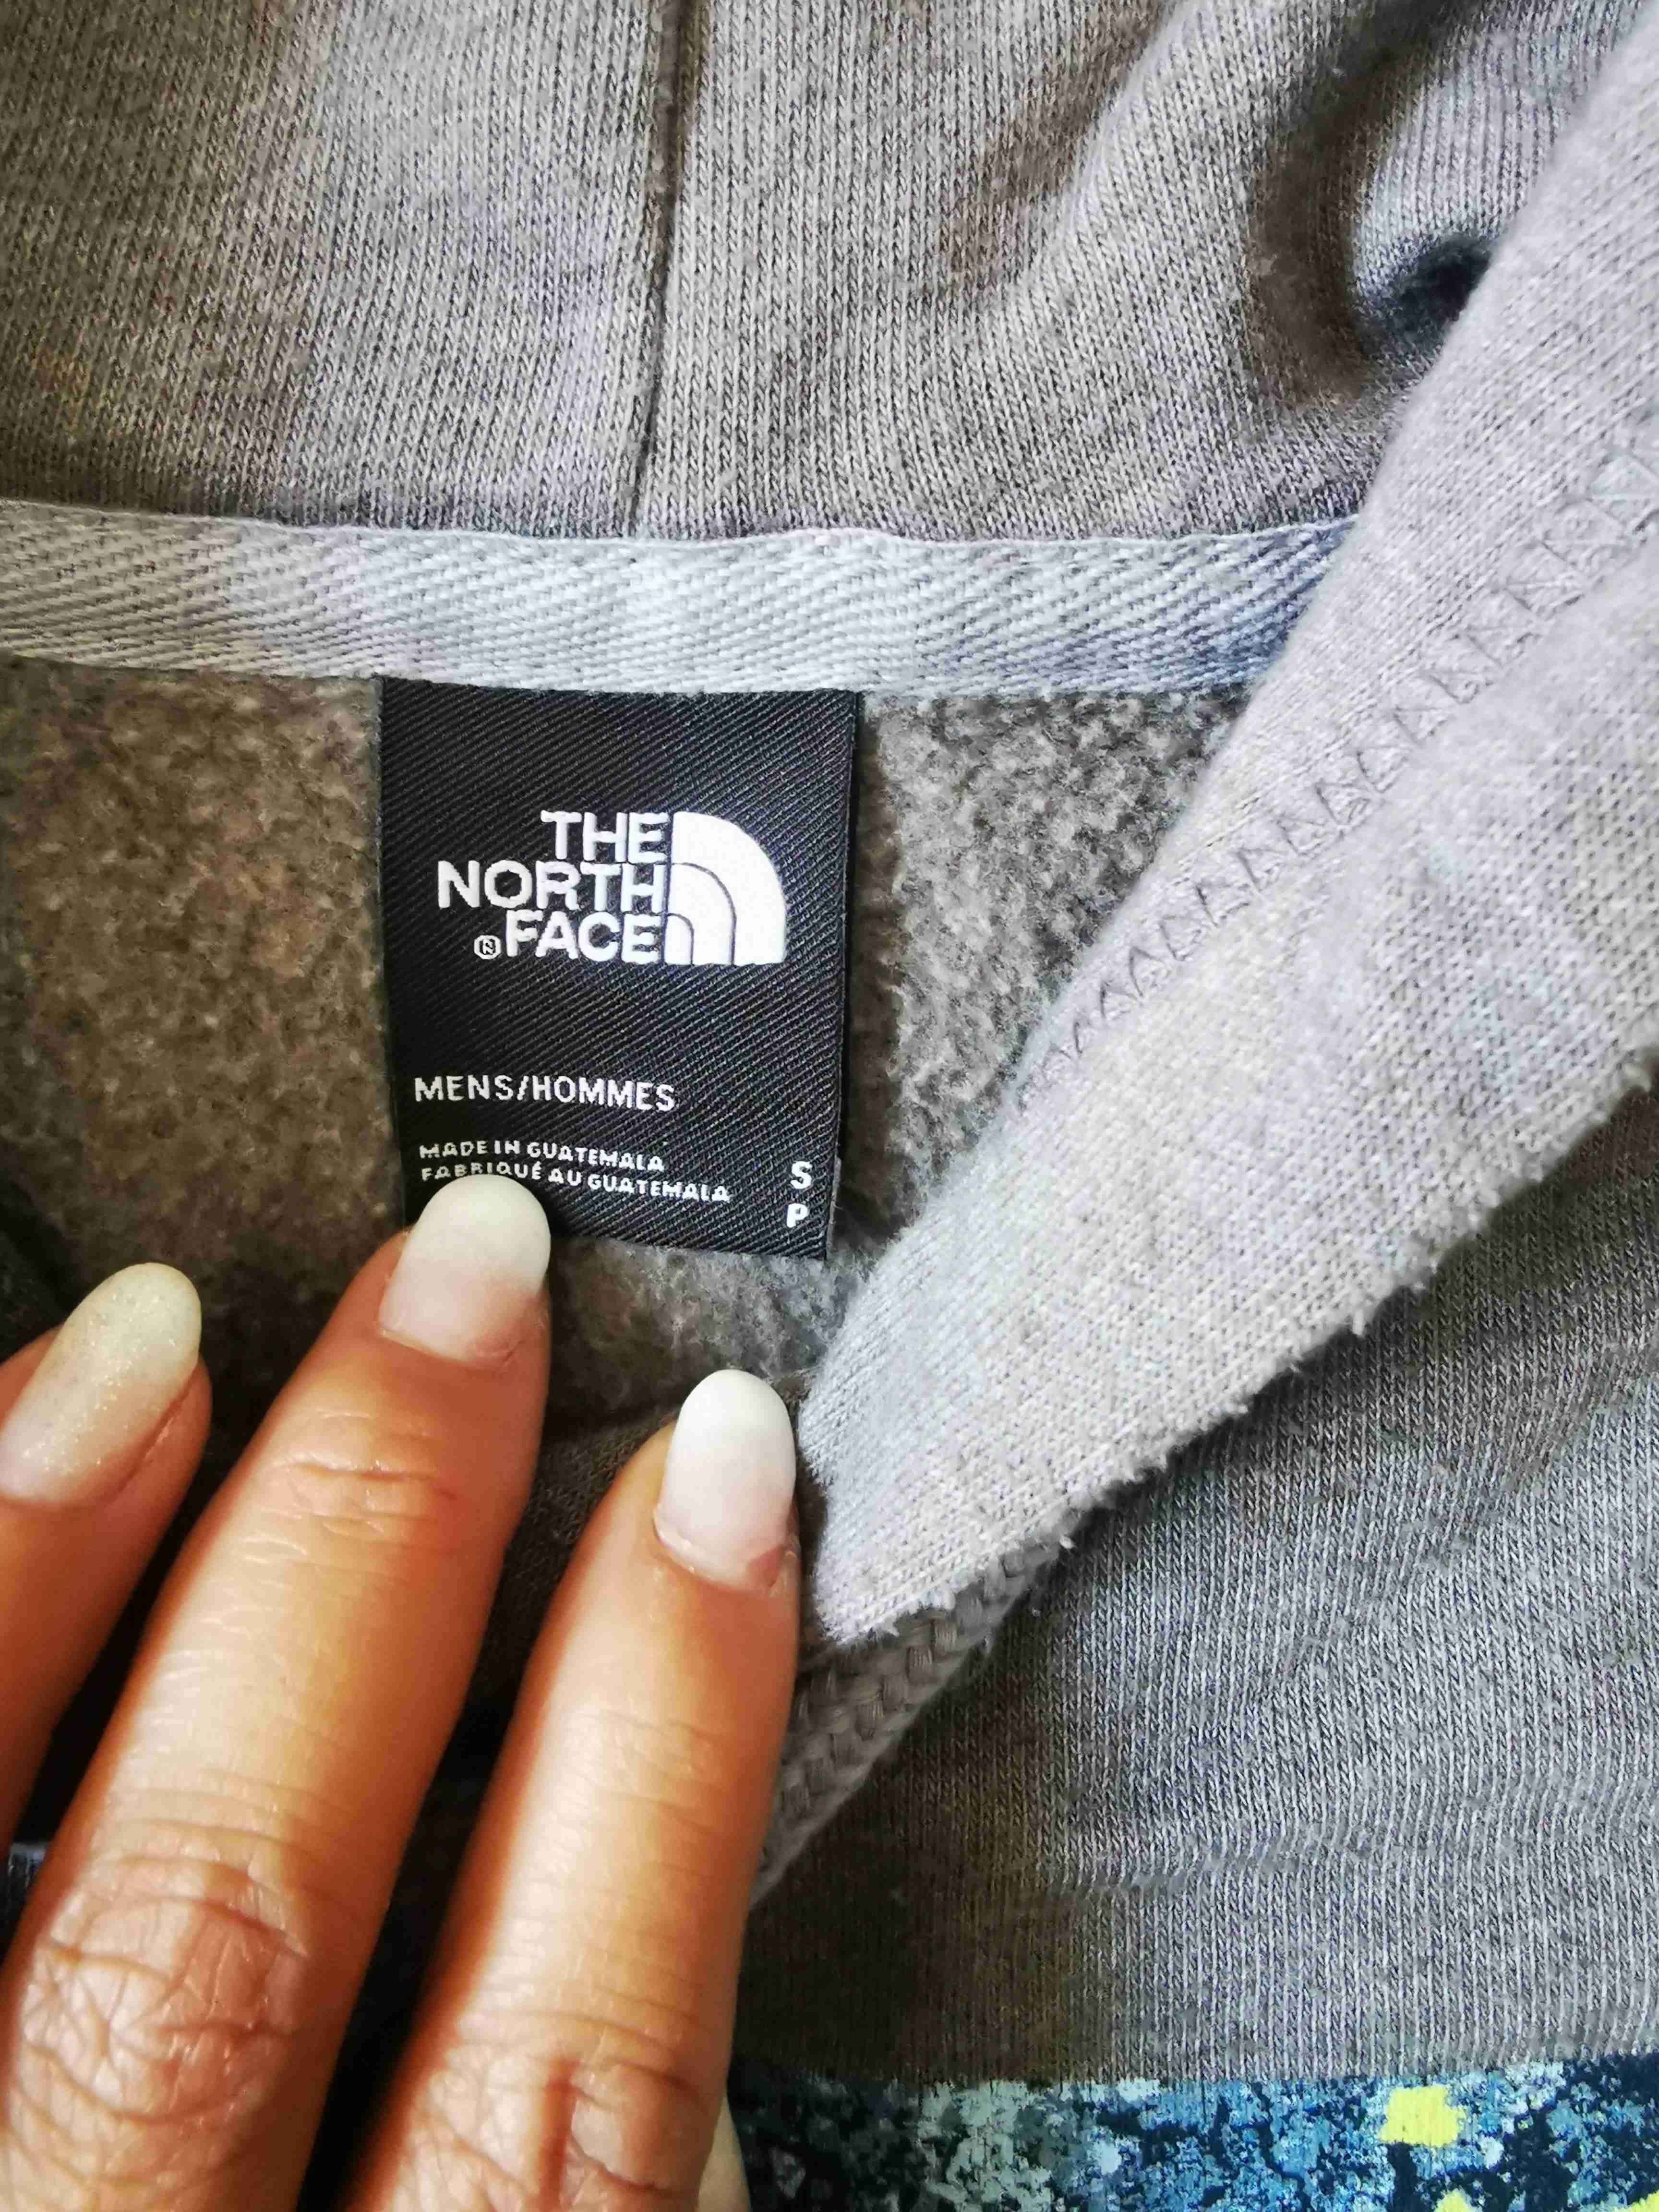 THE
NORTH
®FACE
MENS/HOMMES
MADE IN GUATEMALA
FABRIQUÉ AU GUATEMALA
S
P